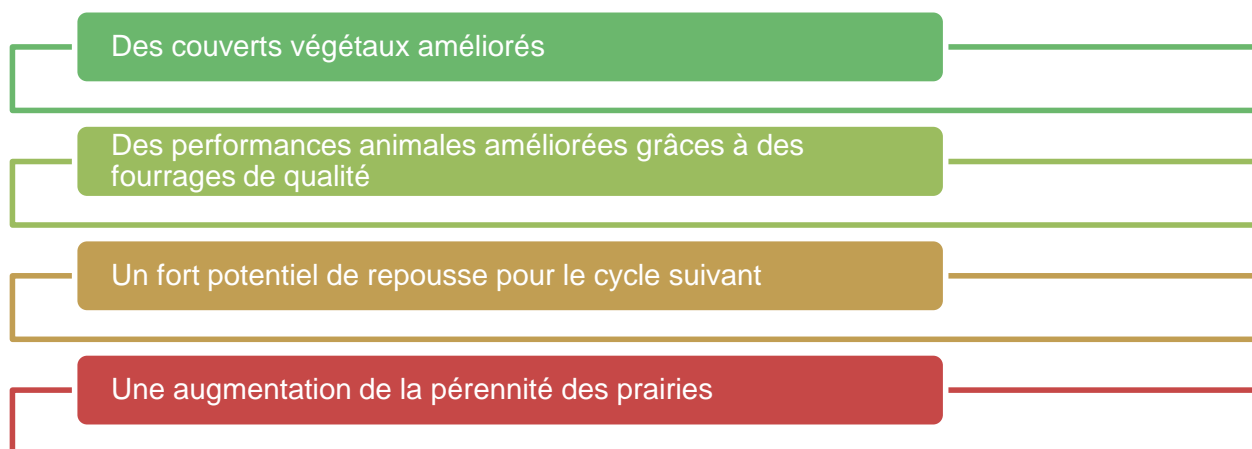 Des couverts végétaux améliorés
Des performances animales améliorées grâces à des
fourrages de qualité
Un fort potentiel de repousse pour le cycle suivant
Une augmentation de la pérennité des prairies